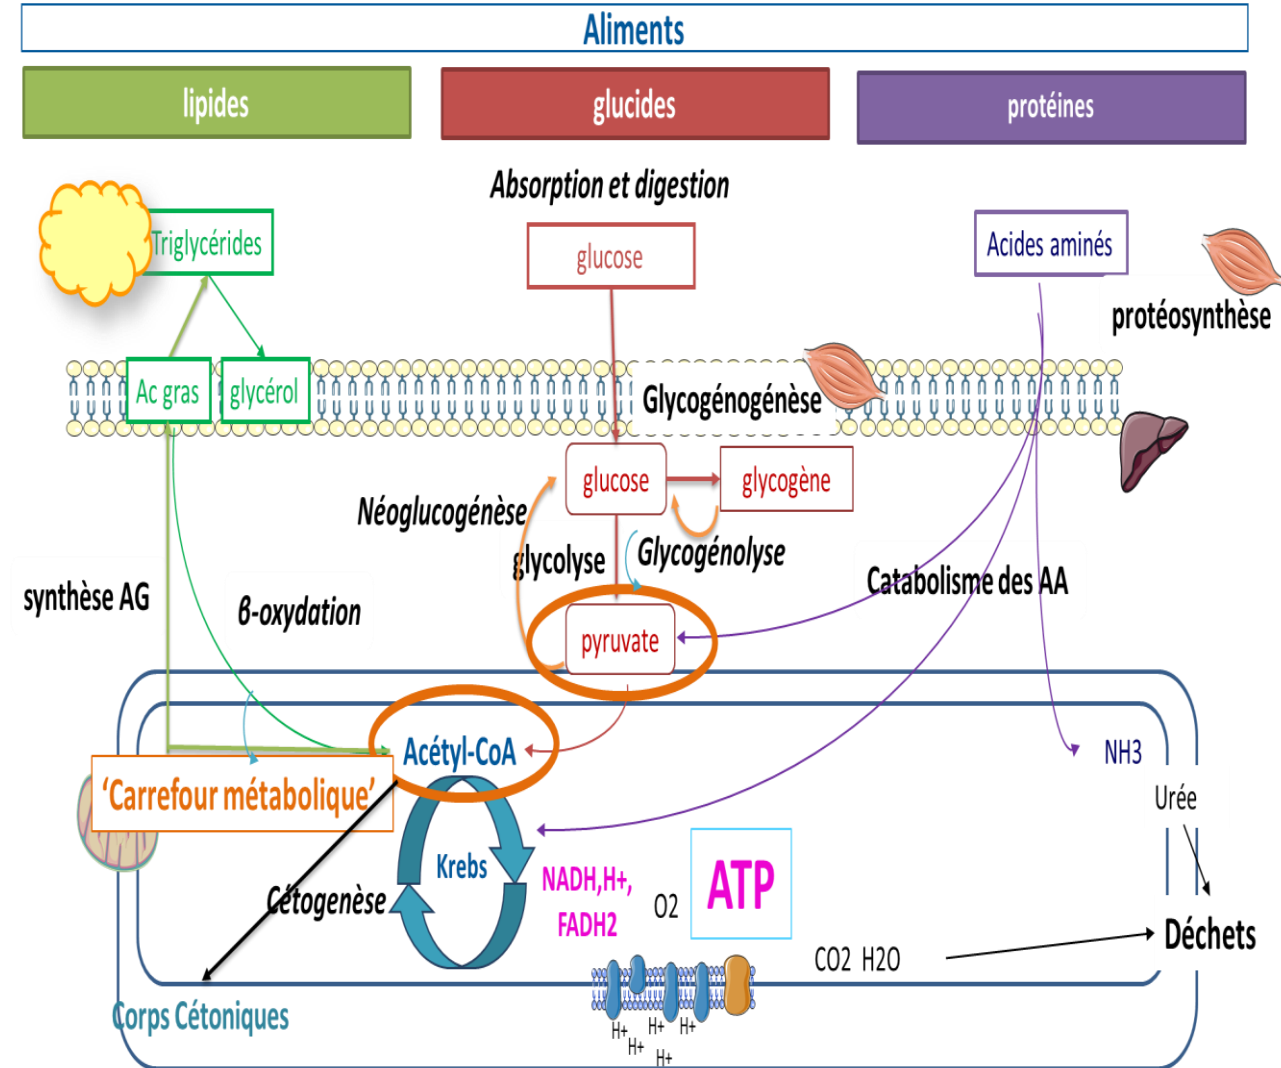 Aliments
lipides
glucides
protéines
Absorption et digestion
Triglycérides
glucose
Acides aminés
protéosynthèse
Ac gras
glycérol
Glycogénogénèse
glucose
glycogène
Néoglucogénèse
glycolyse
Glycogénolyse
Catabolisme des AA
synthèse AG
β-oxydation
pyruvate
Acétyl-CoA
NH3
‘Carrefour métabolique’
Urée
Krebs
NADH,H+,
FADH2
O2
ATP
Cétogenèse
Déchets
CO2 H2O
Corps Cétoniques
H+
H+
H+
H+
H+